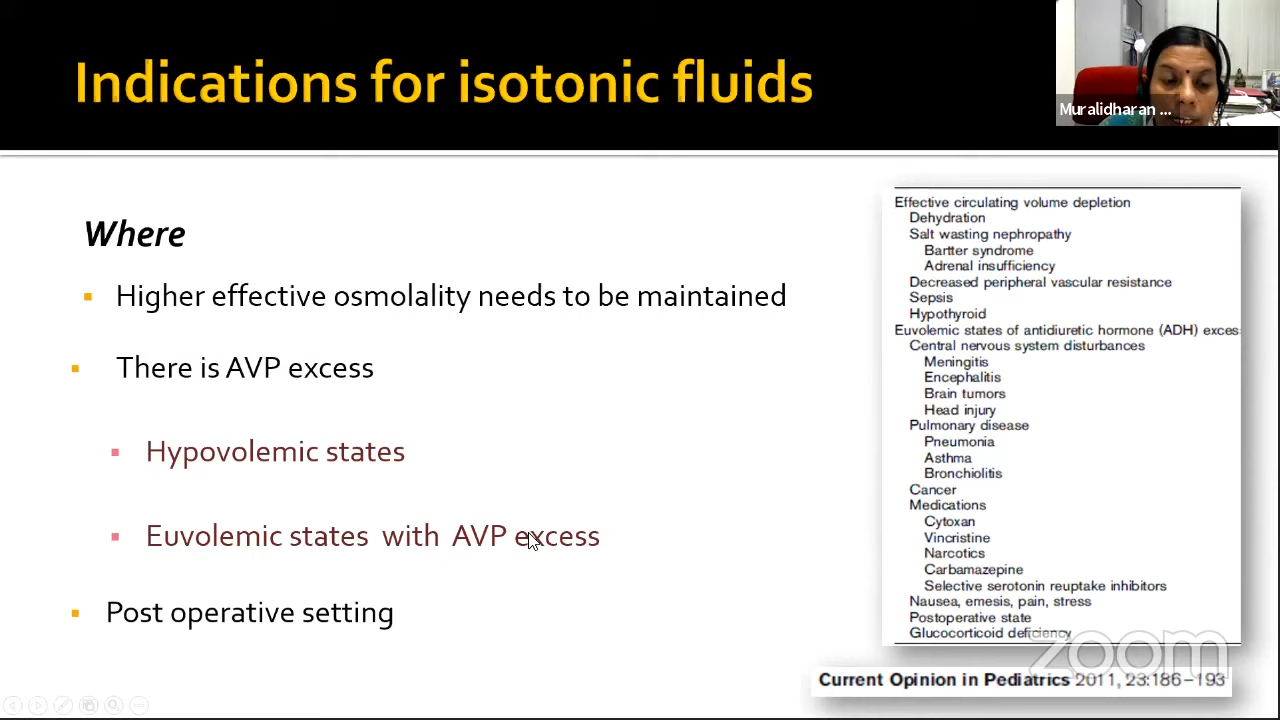 Indications for isotonic fluids
Muralidharan ...
Where
Higher effective osmolality needs to be maintained
There is AVP excess
Hypovolemic states
Euvolemic states with AVP excess
Post operative setting
Effective circulating volume depletion
Dehydration
Salt wasting nephropathy
Bartter syndrome
Adrenal insufficiency
Decreased peripheral vascular resistance
Sepsis
Hypothyroid
Euvolemic states of antidiuretic hormone (ADH) exces
Central nervous system disturbances
Meningitis
Encephalitis
Brain tumors
Head injury
Pulmonary disease
Pneumonia
Asthma
Bronchiolitis
Cancer
Medications
Cytoxan
Vincristine
Narcotics
Carbamazepine
Selective serotonin reuptake inhibitors
Nausea, emesis, pain, stress
Postoperative state
Glucocorticoid deficiency
zoom
Current Opinion in Pediatrics 2011, 23:186–193